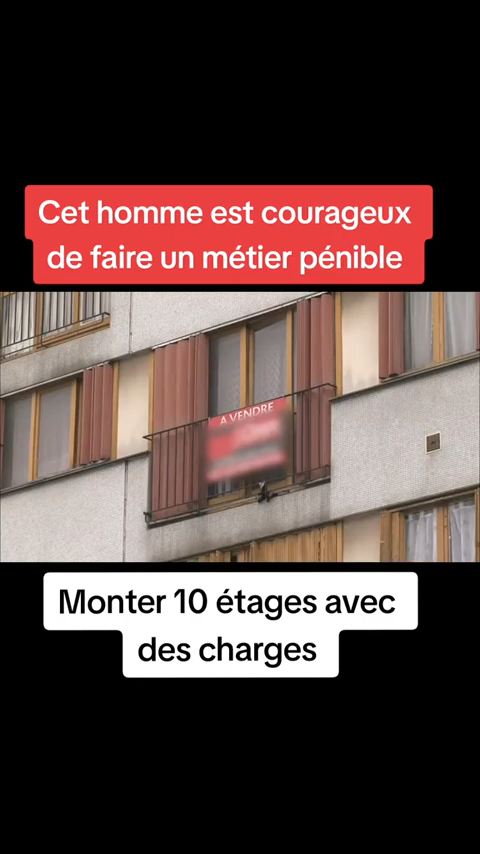 Cet homme est courageux
de faire un métier pénible
A VENDRE
Monter 10 étages avec
des charges